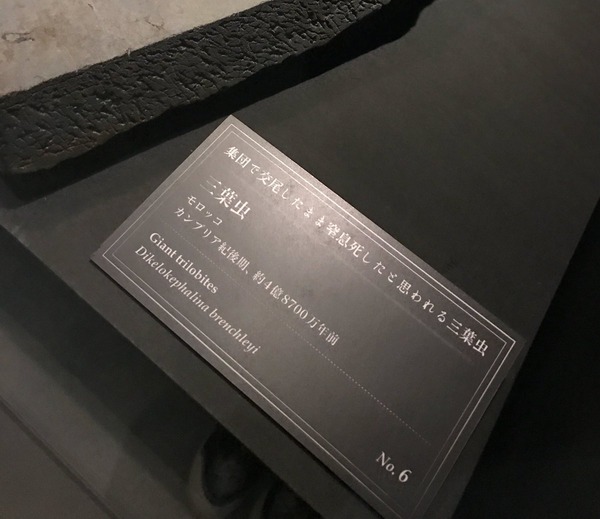 集団で交尾したまま窒息死したと思われる三葉虫
三葉虫
モロッコ
カンブリア紀後期、約4億8700万年前
Giant trilobites
Dikelokephalina brenchleyi
No. 6